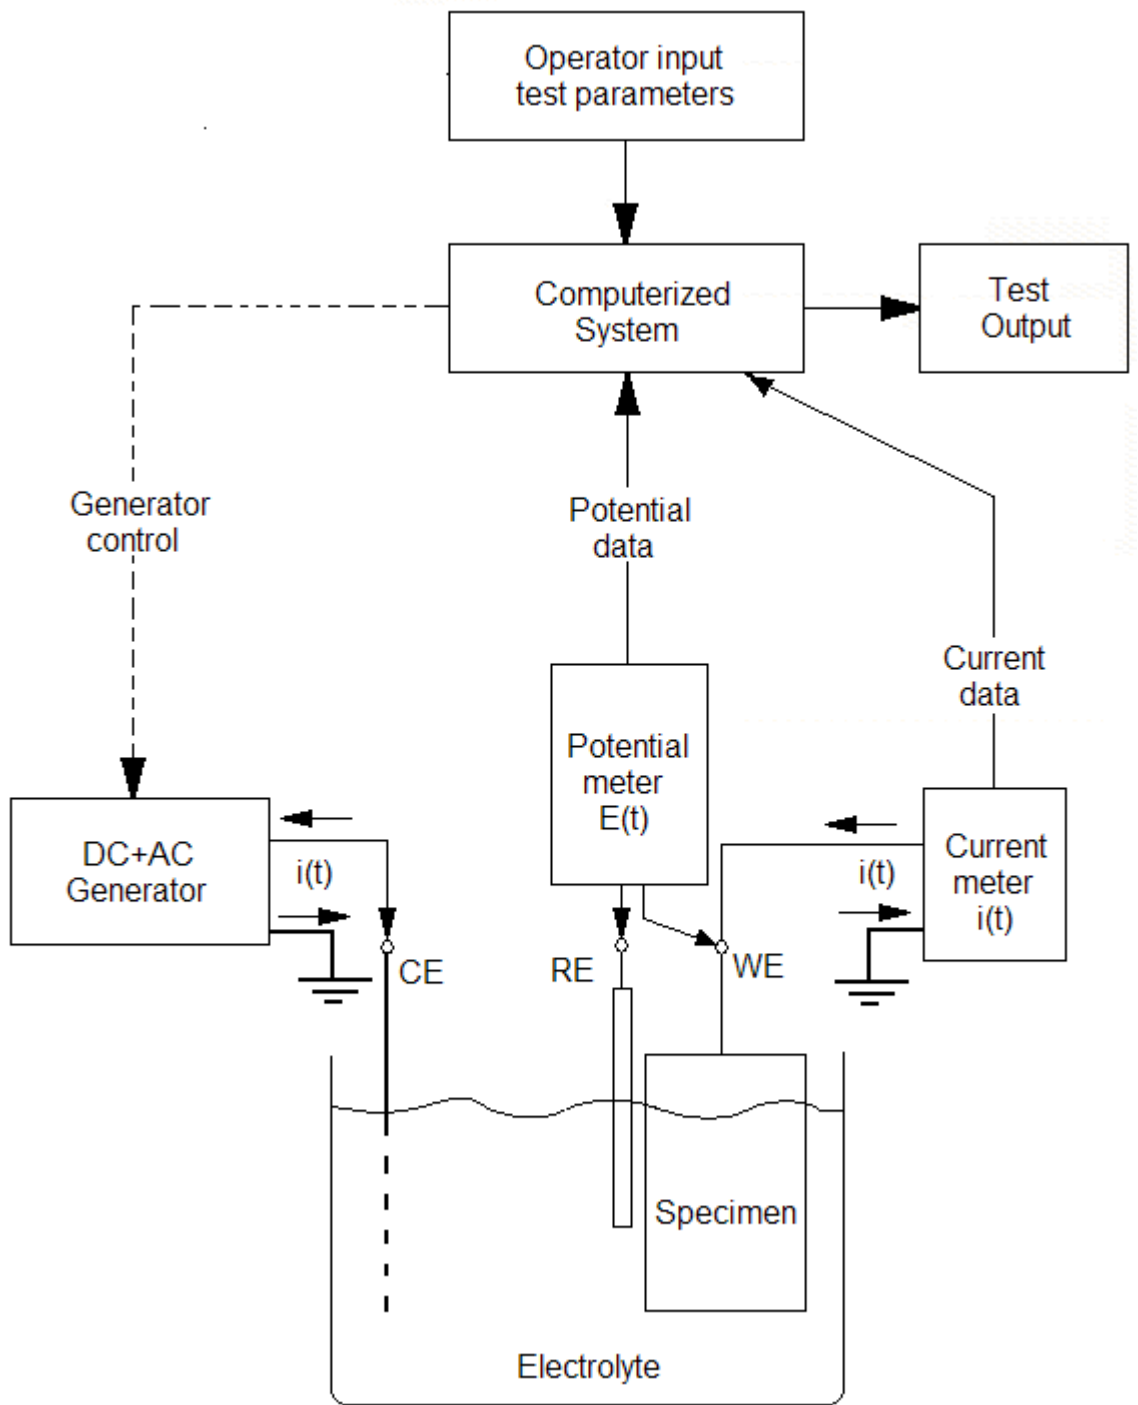 Operator input
test parameters
Computerized
System
Test
Output
Generator
control
Potential
data
Current
data
Potential
meter
E(t)
DC+AC
Generator
i(t)
i(t)
Current
meter
i(t)
CE
RE
WE
Specimen
Electrolyte